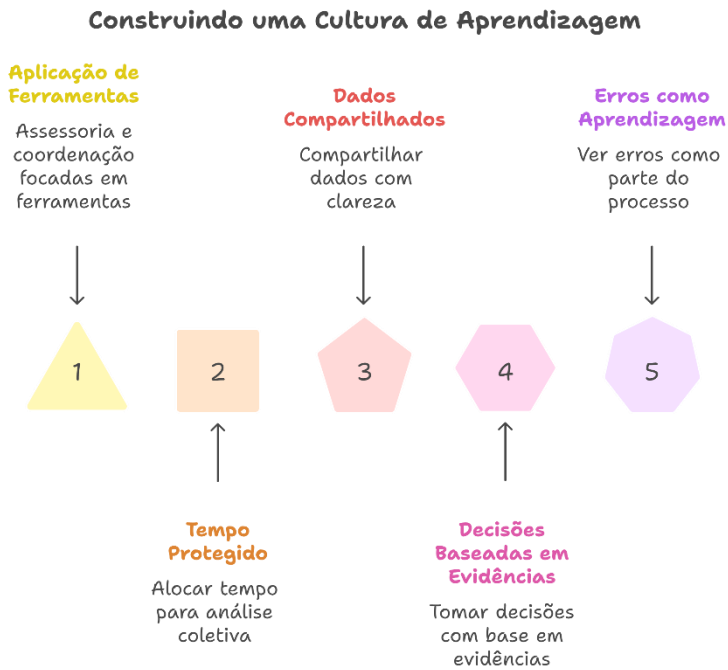 Construindo uma Cultura de Aprendizagem
Aplicação de
Ferramentas
Assessoria e
coordenação
focadas em
ferramentas
Dados
Compartilhados
Compartilhar
dados com
clareza
Erros como
Aprendizagem
Ver erros como
parte do
processo
1
2
3
4
5
Tempo
Protegido
Alocar tempo
para análise
coletiva
Decisões
Baseadas em
Evidências
Tomar decisões
com base em
evidências